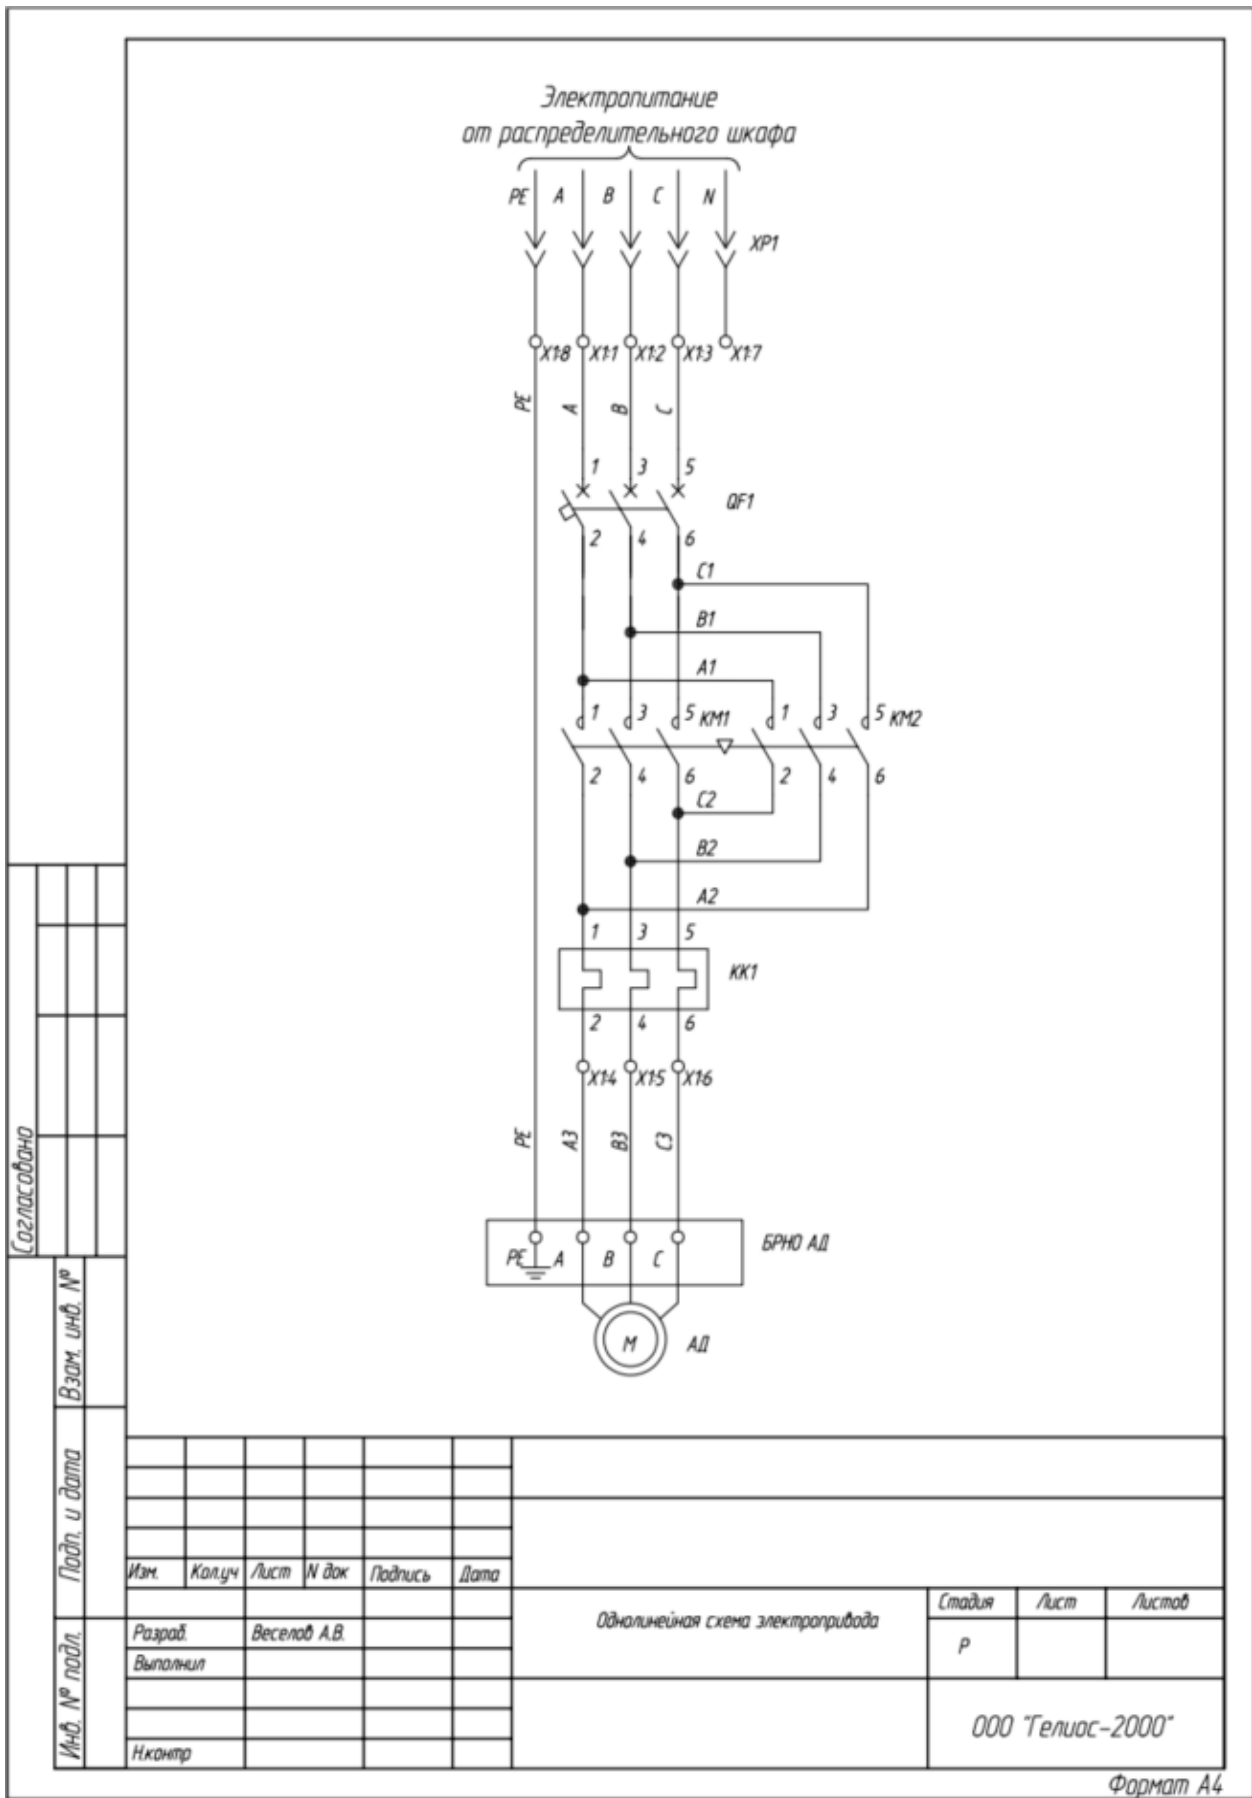 Электропитание
от распределительного шкафа
PE A B C N
XP1
X1:8 X1:1 X1:2 X1:3 X1:7
PE A B C
1 3 5
QF1
2 4 6
C1
B1
A1
1 3 5 KM1 1 3 5 KM2
2 4 6 2 4 6
C2
B2
A2
1 3 5
KK1
2 4 6
X1:4 X1:5 X1:6
PE A3 B3 C3
БРНО АД
PE A B C
M АД
Согласовано
Взам. инв. №
Подп. и дата
Инв. № подл.
Изм. Кол.уч Лист N док Подпись Дата
Разраб. Веселов А.В.
Выполнил
Н.контр
Однолинейная схема электропривода
Стадия Лист Листов
Р
ООО "Гелиос-2000"
Формат А4